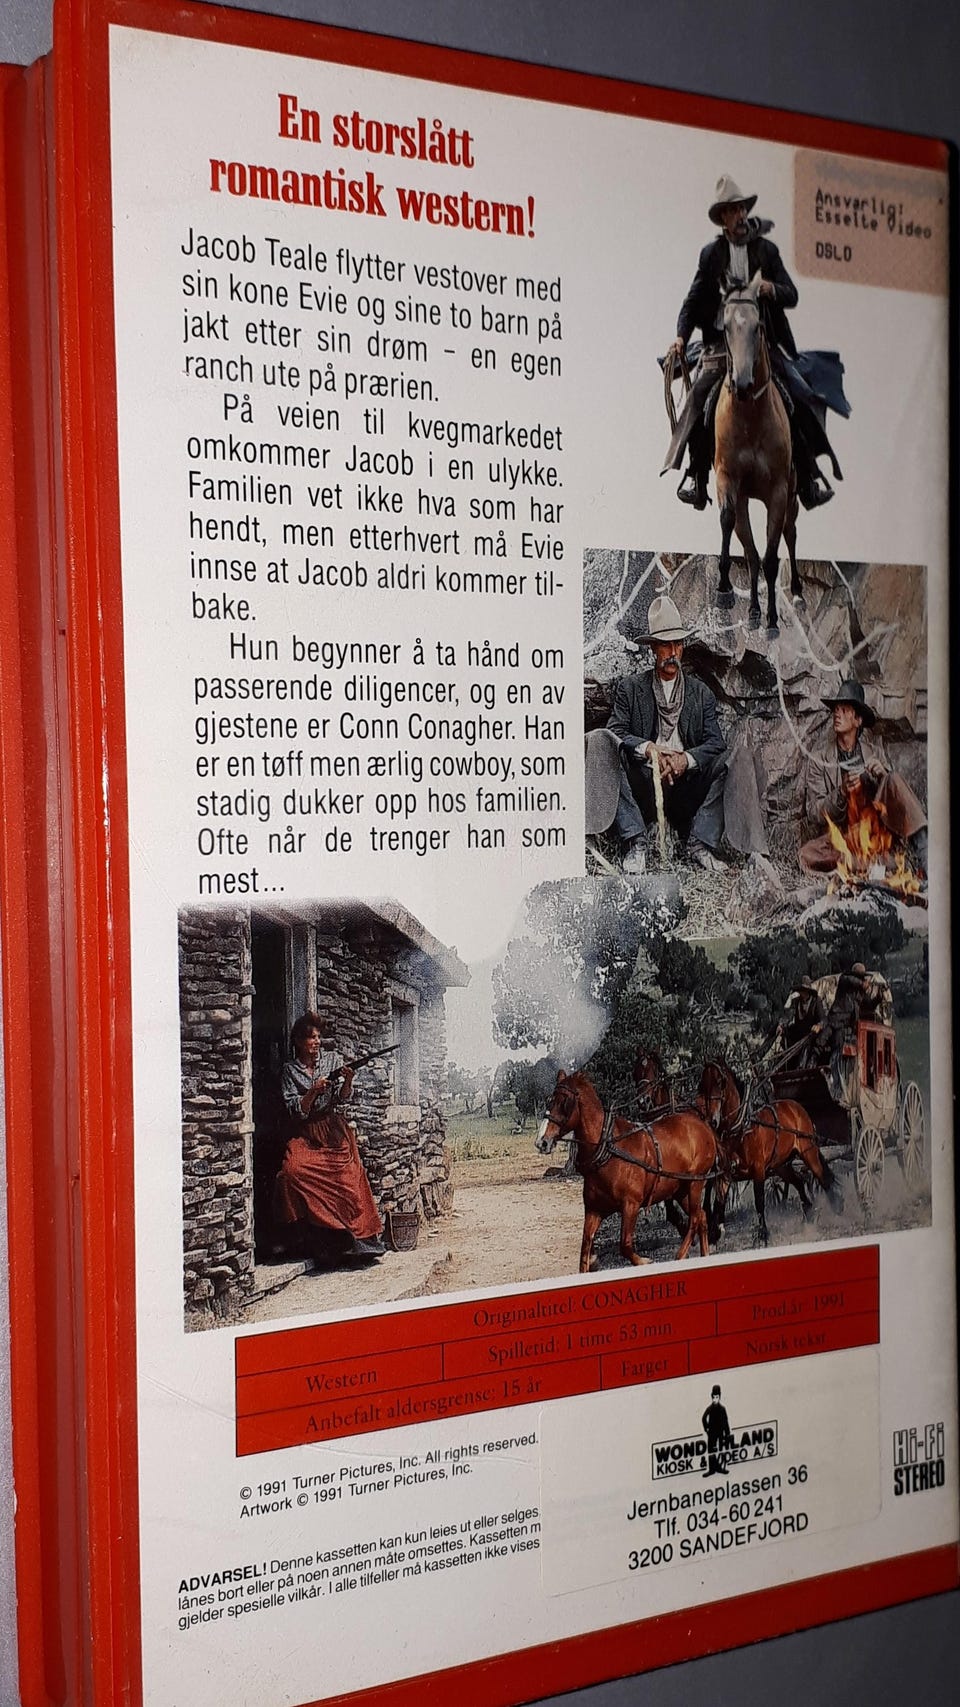 En storslått
romantisk western!
Ansvarlig:
Esselte Video
OSLO
Jacob Teale flytter vestover med
sin kone Evie og sine to barn på
jakt etter sin drøm – en egen
ranch ute på prærien.
På veien til kvegmarkedet
omkommer Jacob i en ulykke.
Familien vet ikke hva som har
hendt, men etterhvert må Evie
innse at Jacob aldri kommer til-
bake.
Hun begynner å ta hånd om
passerende diligencer, og en av
gjestene er Conn Conagher. Han
er en tøff men ærlig cowboy, som
stadig dukker opp hos familien.
Ofte når de trenger han som
mest...
Originaltitel: CONAGHER
Western
Spilletid: 1 time 53 min.
Prod.år: 1991
Anbefalt aldersgrense: 15 år
Farger
Norsk tekst
© 1991 Turner Pictures, Inc. All rights reserved.
Artwork © 1991 Turner Pictures, Inc.
ADVARSEL! Denne kassetten kan kun leies ut eller selges
lånes bort eller på noen annen måte omsettes. Kassetten m
gjelder spesielle vilkår. I alle tilfeller må kassetten ikke vises
WONDERLAND
KIOSK & VIDEO A/S
Jernbaneplassen 36
Tlf. 034-60 241
3200 SANDEFJORD
Hi-Fi
STEREO